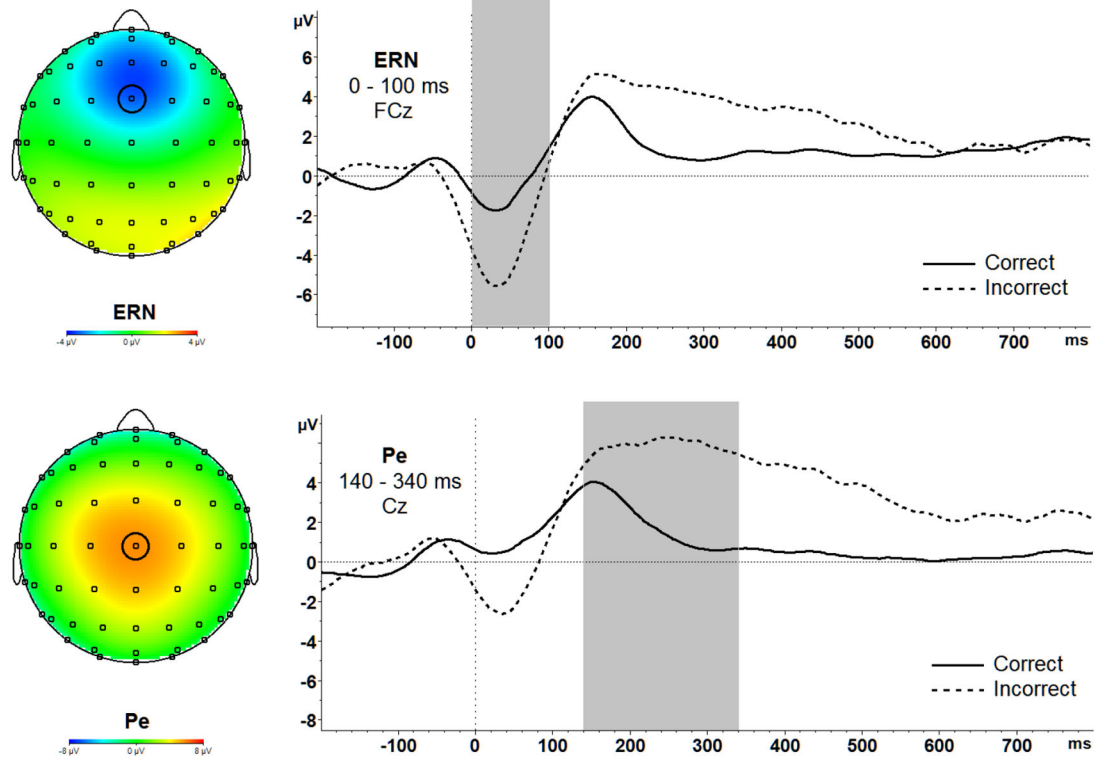 µV
6
4
2
0
-2
-4
-6
ERN
0 - 100 ms
FCz
Correct
Incorrect
-100 0 100 200 300 400 500 600 700 ms
ERN
-4 µV 0 µV 4 µV
µV
4
2
0
-2
-4
-6
-8
Pe
140 - 340 ms
Cz
Correct
Incorrect
-100 0 100 200 300 400 500 600 700 ms
Pe
-8 µV 0 µV 8 µV